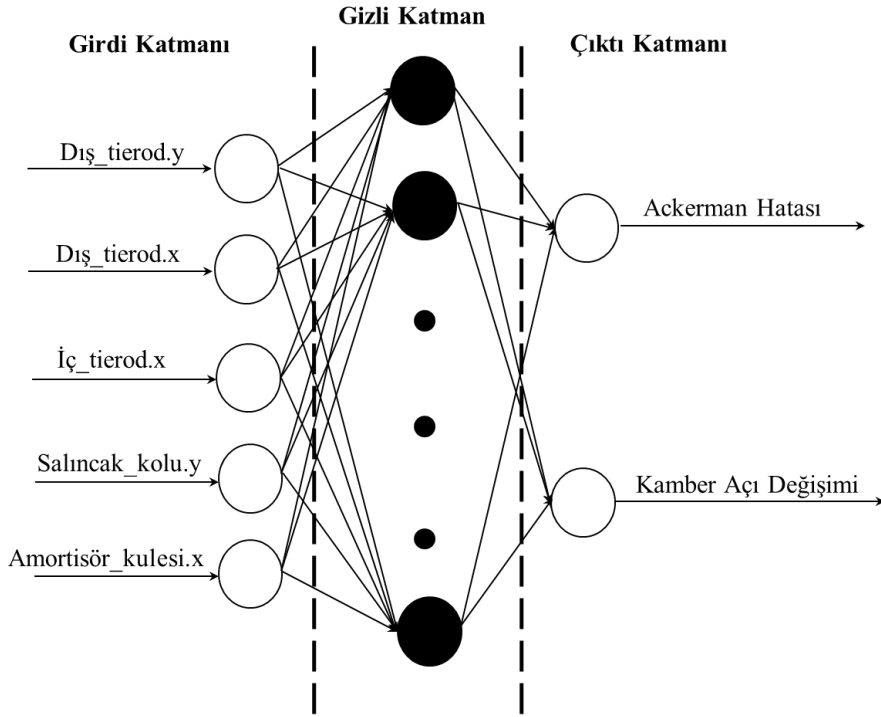 Gizli Katman
Girdi Katmanı
Çıktı Katmanı
Dış_tierod.y
Dış_tierod.x
İç_tierod.x
Salıncak_kolu.y
Amortisör_kulesi.x
Ackerman Hatası
Kamber Açı Değişimi